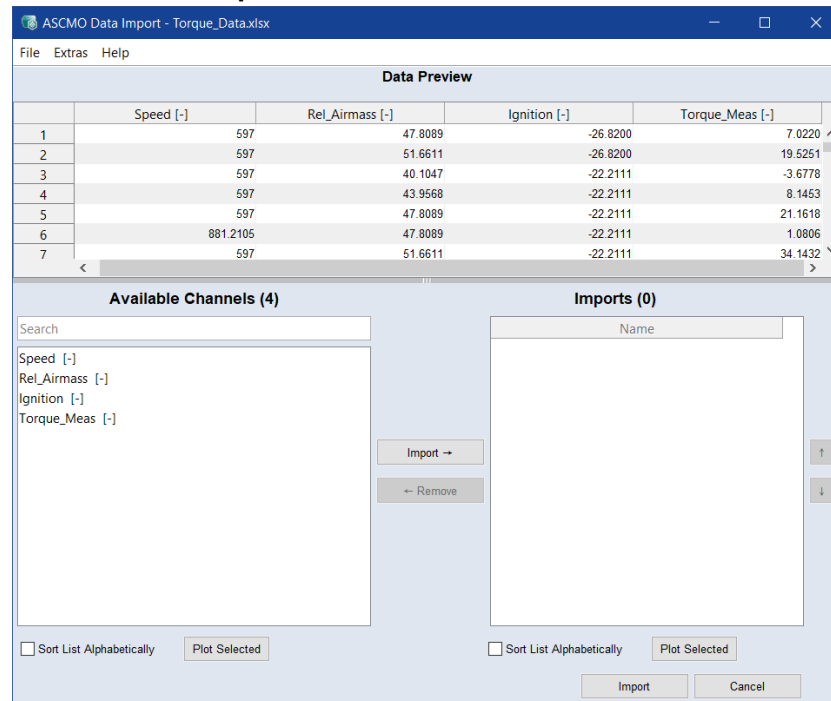 ASCMO Data Import - Torque_Data.xlsx
File Extras Help
Data Preview
Speed [-] Rel_Airmass [-] Ignition [-] Torque_Meas [-]
1 597 47.8089 -26.8200 7.0220
2 597 51.6611 -26.8200 19.5251
3 597 40.1047 -22.2111 -3.6778
4 597 43.9568 -22.2111 8.1453
5 597 47.8089 -22.2111 21.1618
6 881.2105 47.8089 -22.2111 1.0806
7 597 51.6611 -22.2111 34.1432
Available Channels (4) Imports (0)
Search Name
Speed [-]
Rel_Airmass [-]
Ignition [-]
Torque_Meas [-]
Import → ↑
← Remove ↓
Sort List Alphabetically Plot Selected Sort List Alphabetically Plot Selected
Import Cancel